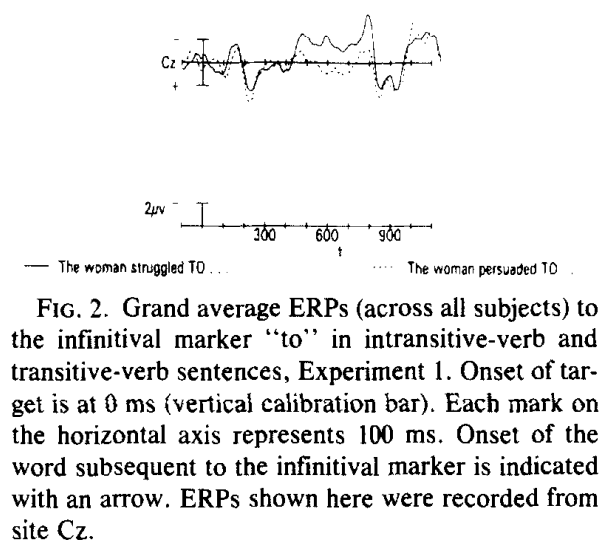 −
Cz
+
2μv −
300 600 900
t
The woman struggled TO . . . The woman persuaded TO .
FIG. 2. Grand average ERPs (across all subjects) to
the infinitival marker “to” in intransitive-verb and
transitive-verb sentences, Experiment 1. Onset of tar-
get is at 0 ms (vertical calibration bar). Each mark on
the horizontal axis represents 100 ms. Onset of the
word subsequent to the infinitival marker is indicated
with an arrow. ERPs shown here were recorded from
site Cz.